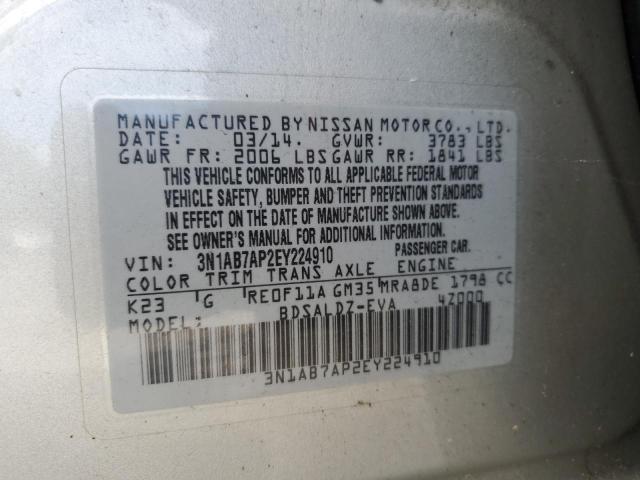 MANUFACTURED BY NISSAN MOTOR CO., LTD.
DATE: 03/14. GVWR: 3783 LBS
GAWR FR: 2006 LBS GAWR RR: 1841 LBS
THIS VEHICLE CONFORMS TO ALL APPLICABLE FEDERAL MOTOR
VEHICLE SAFETY, BUMPER AND THEFT PREVENTION STANDARDS
IN EFFECT ON THE DATE OF MANUFACTURE SHOWN ABOVE.
SEE OWNER'S MANUAL FOR ADDITIONAL INFORMATION.
VIN: 3N1AB7AP2EY224910 PASSENGER CAR.
COLOR TRIM TRANS AXLE ENGINE
K23 G RE0F11A GM35 MRA8DE 1798 CC
MODEL: BDSALDZ-EVA 4Z000
3N1AB7AP2EY224910